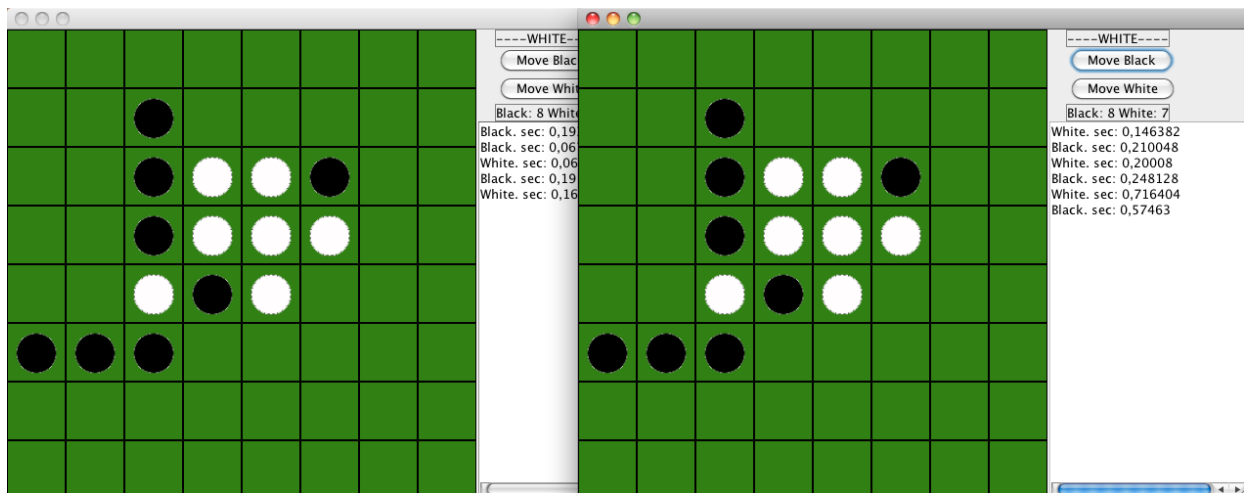 ----WHITE--
Move Blac
Move Whit
Black: 8 White
Black. sec: 0,19
Black. sec: 0,06
White. sec: 0,06
Black. sec: 0,19
White. sec: 0,16
----WHITE----
Move Black
Move White
Black: 8 White: 7
White. sec: 0,146382
Black. sec: 0,210048
White. sec: 0,20008
Black. sec: 0,248128
White. sec: 0,716404
Black. sec: 0,57463